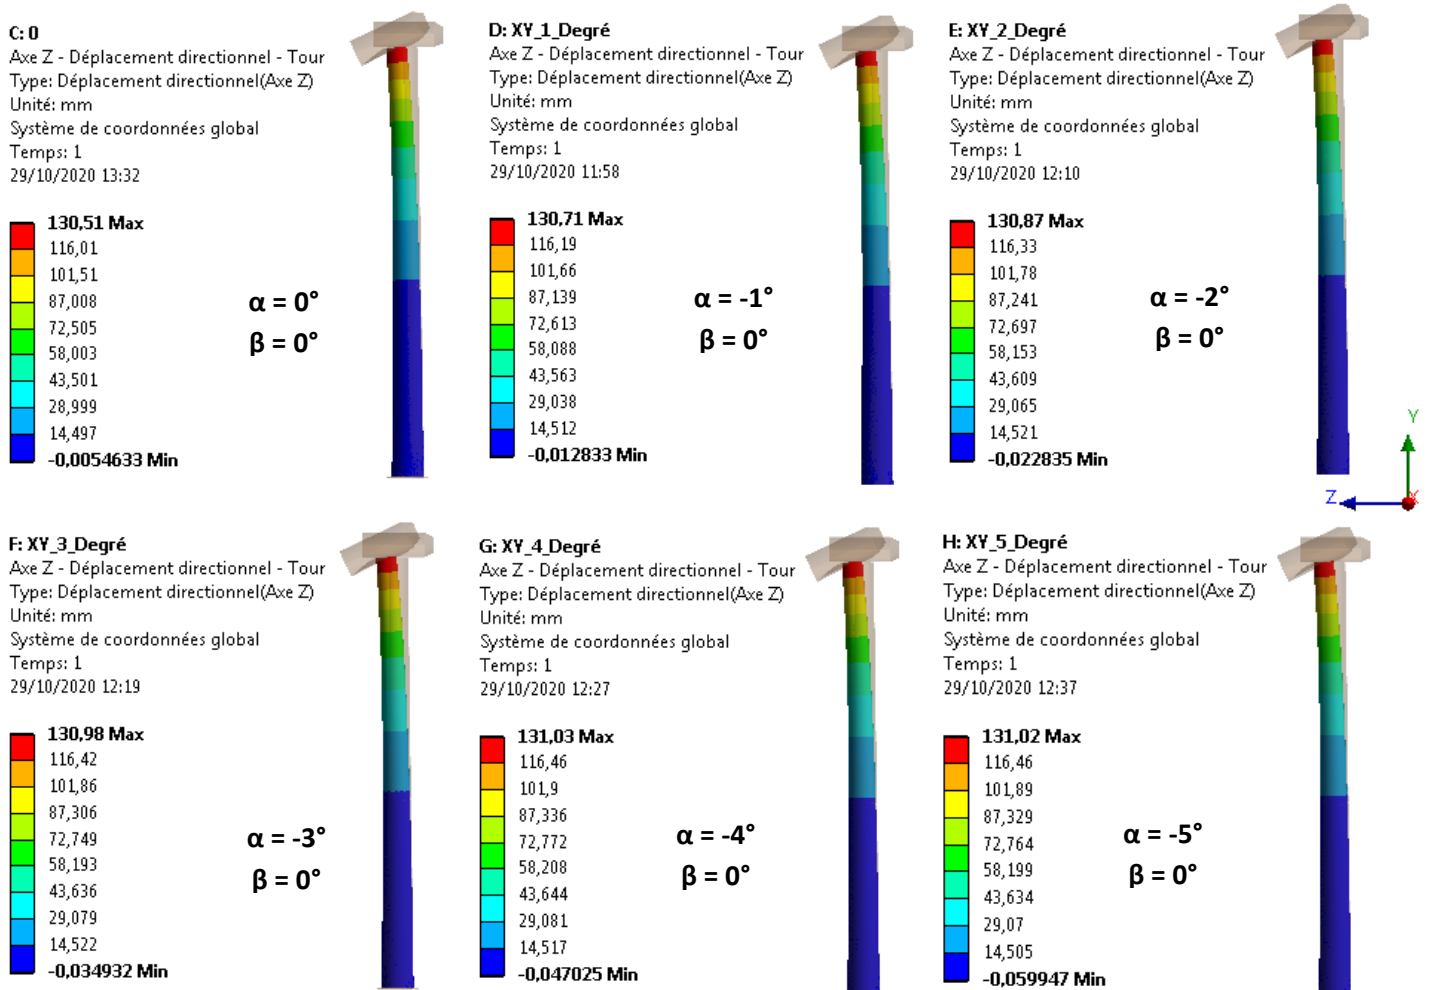 C: 0
Axe Z - Déplacement directionnel - Tour
Type: Déplacement directionnel(Axe Z)
Unité: mm
Système de coordonnées global
Temps: 1
29/10/2020 13:32
130,51 Max
116,01
101,51
87,008
72,505
58,003
43,501
28,999
14,497
-0,0054633 Min
α = 0°
β = 0°
D: XY_1_Degré
Axe Z - Déplacement directionnel - Tour
Type: Déplacement directionnel(Axe Z)
Unité: mm
Système de coordonnées global
Temps: 1
29/10/2020 11:58
130,71 Max
116,19
101,66
87,139
72,613
58,088
43,563
29,038
14,512
-0,012833 Min
α = -1°
β = 0°
E: XY_2_Degré
Axe Z - Déplacement directionnel - Tour
Type: Déplacement directionnel(Axe Z)
Unité: mm
Système de coordonnées global
Temps: 1
29/10/2020 12:10
130,87 Max
116,33
101,78
87,241
72,697
58,153
43,609
29,065
14,521
-0,022835 Min
α = -2°
β = 0°
Y
Z
X
F: XY_3_Degré
Axe Z - Déplacement directionnel - Tour
Type: Déplacement directionnel(Axe Z)
Unité: mm
Système de coordonnées global
Temps: 1
29/10/2020 12:19
130,98 Max
116,42
101,86
87,306
72,749
58,193
43,636
29,079
14,522
-0,034932 Min
α = -3°
β = 0°
G: XY_4_Degré
Axe Z - Déplacement directionnel - Tour
Type: Déplacement directionnel(Axe Z)
Unité: mm
Système de coordonnées global
Temps: 1
29/10/2020 12:27
131,03 Max
116,46
101,9
87,336
72,772
58,208
43,644
29,081
14,517
-0,047025 Min
α = -4°
β = 0°
H: XY_5_Degré
Axe Z - Déplacement directionnel - Tour
Type: Déplacement directionnel(Axe Z)
Unité: mm
Système de coordonnées global
Temps: 1
29/10/2020 12:37
131,02 Max
116,46
101,89
87,329
72,764
58,199
43,634
29,07
14,505
-0,059947 Min
α = -5°
β = 0°